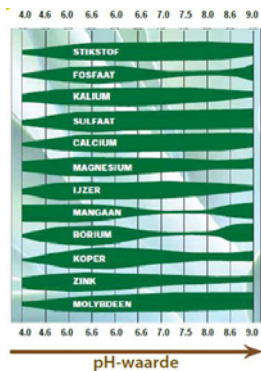 4.0 4.6 6.0 6.0 6.0 6.6 7.0 7.5 8.0 8.6 9.0
STIKSTOF
FOSFAAT
KALIUM
SULFAAT
CALCIUM
MAGNESIUM
IJZER
MANGAAN
BORIUM
KOPER
ZINK
MOLYBDEEN
4.0 4.6 6.0 6.0 6.0 6.6 7.0 7.5 8.0 8.6 9.0
pH-waarde